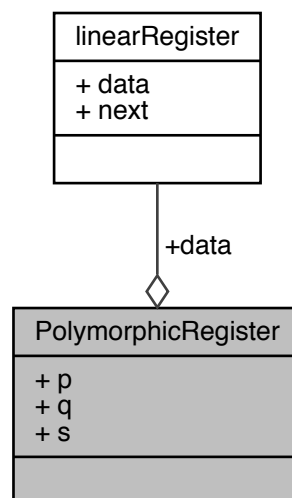 linearRegister
+ data
+ next
+data
PolymorphicRegister
+ p
+ q
+ s